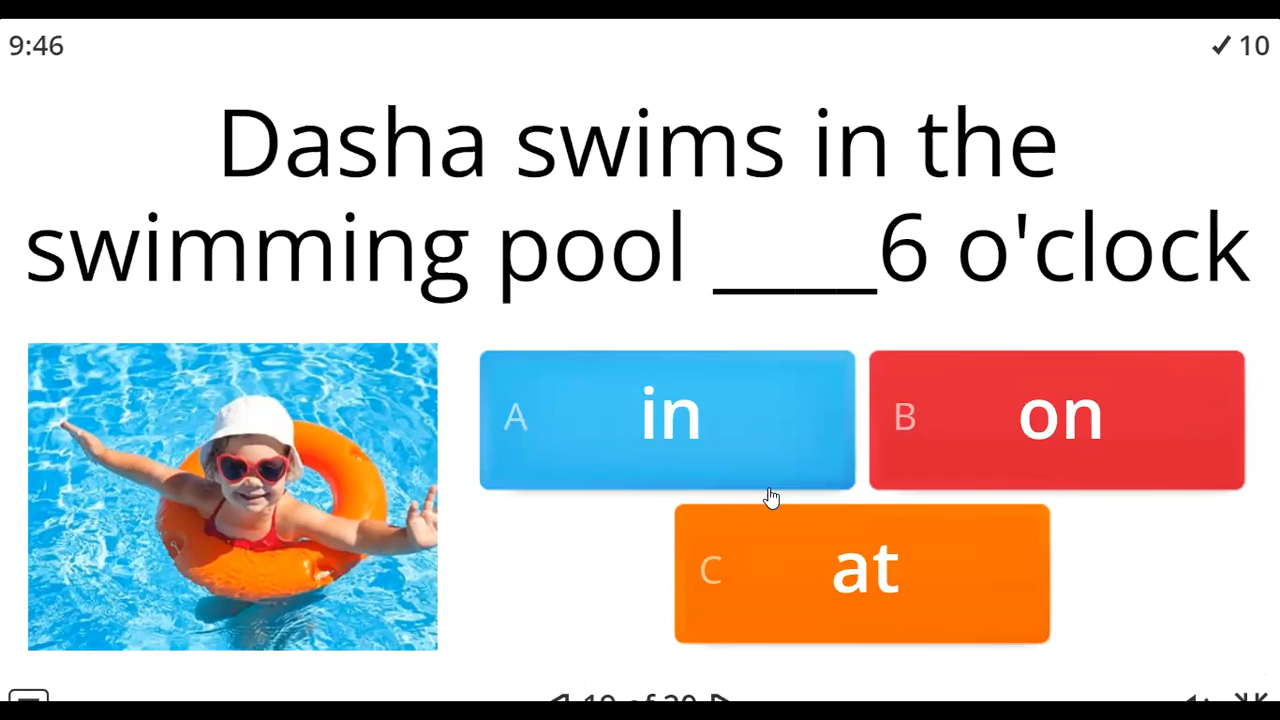 9:46
✓ 10
Dasha swims in the
swimming pool ____6 o'clock
A in
B on
C at